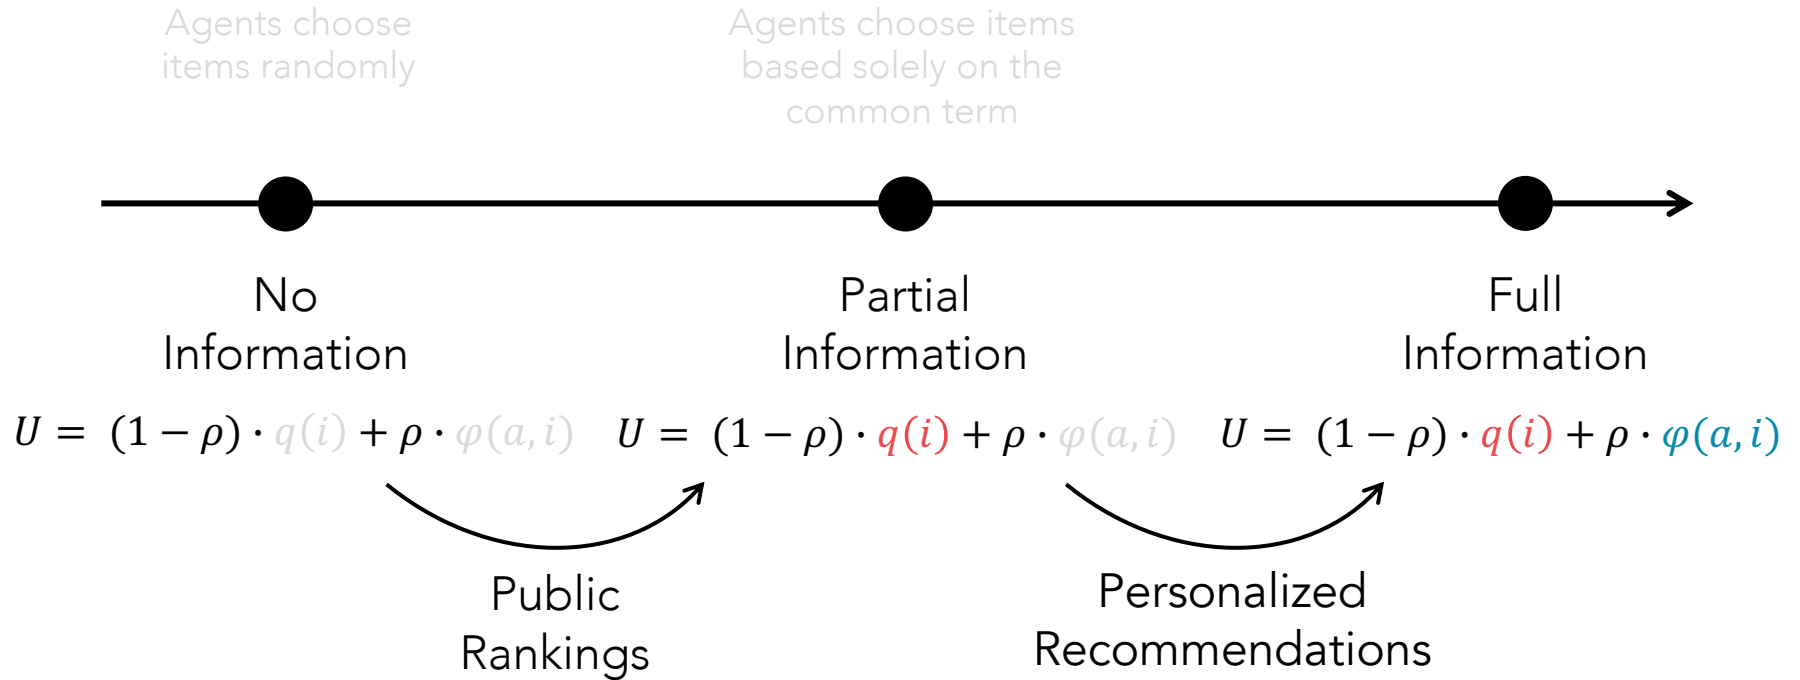 Agents choose
items randomly
Agents choose items
based solely on the
common term
No
Information
Partial
Information
Full
Information
U = (1 − ρ) · q(i) + ρ · φ(a, i)
U = (1 − ρ) · q(i) + ρ · φ(a, i)
U = (1 − ρ) · q(i) + ρ · φ(a, i)
Public
Rankings
Personalized
Recommendations